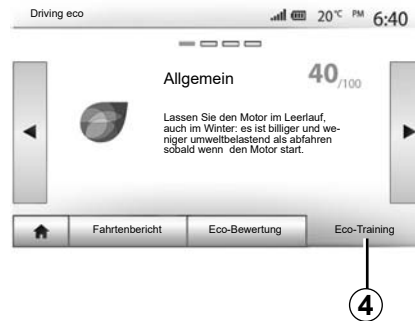 Driving eco 20°C PM 6:40
Allgemein 40/100
Lassen Sie den Motor im Leerlauf,
auch im Winter: es ist billiger und we-
niger umweltbelastend als abfahren
sobald wenn den Motor start.
Fahrtenbericht Eco-Bewertung Eco-Training
4